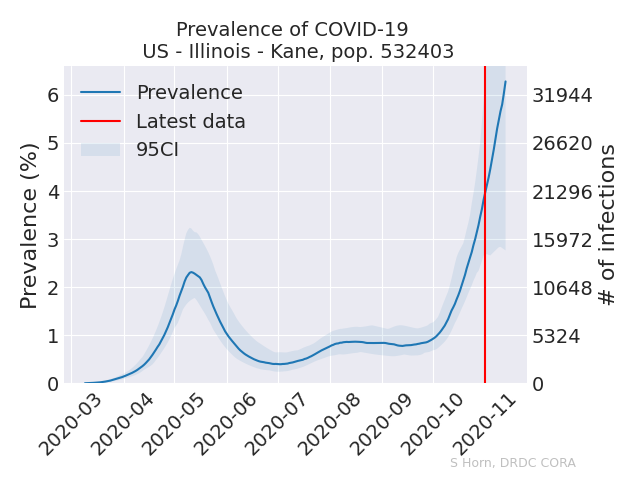 Prevalence of COVID-19
US - Illinois - Kane, pop. 532403
Prevalence
Latest data
95CI
Prevalence (%)
6
5
4
3
2
1
0
31944
26620
21296
15972
10648
5324
0
# of infections
2020-03
2020-04
2020-05
2020-06
2020-07
2020-08
2020-09
2020-10
2020-11
S Horn, DRDC CORA